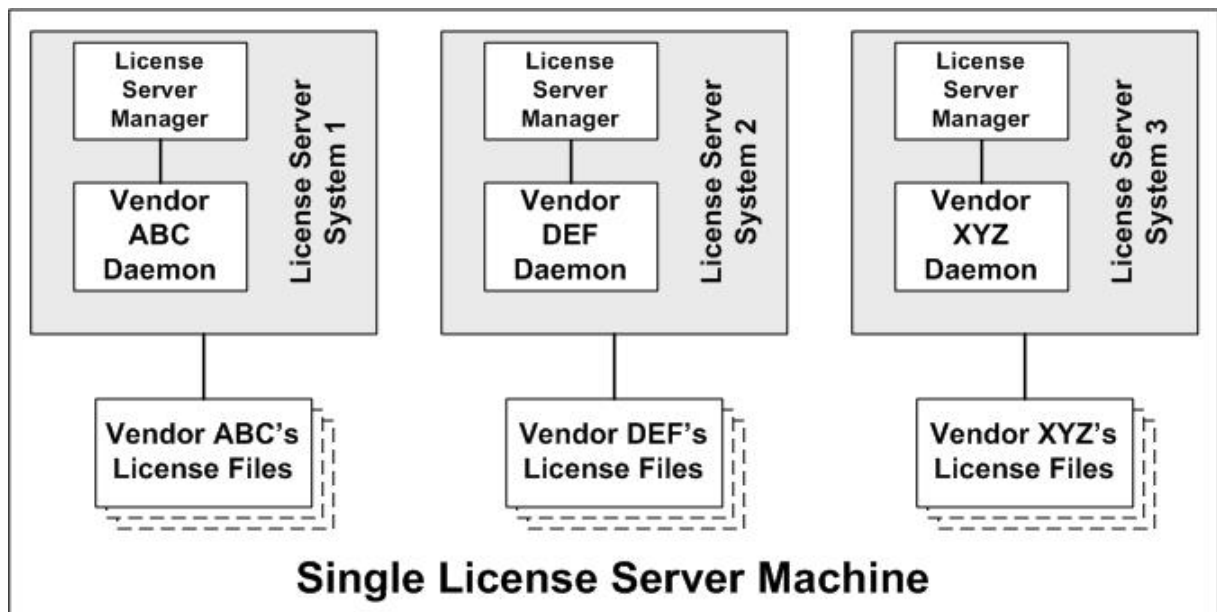 License
Server
Manager
Vendor
ABC
Daemon
License Server
System 1
License
Server
Manager
Vendor
DEF
Daemon
License Server
System 2
License
Server
Manager
Vendor
XYZ
Daemon
License Server
System 3
Vendor ABC's
License Files
Vendor DEF's
License Files
Vendor XYZ's
License Files
Single License Server Machine